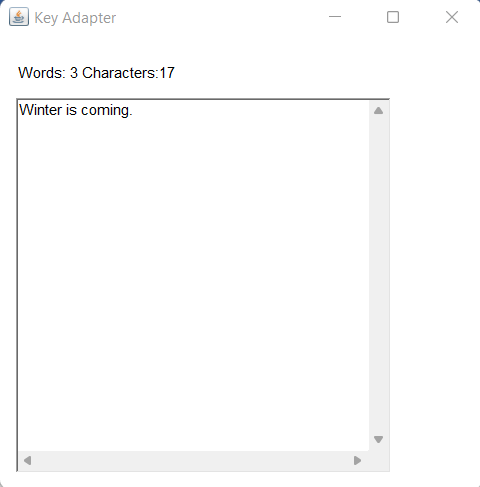 Key Adapter
Words: 3 Characters:17
Winter is coming.